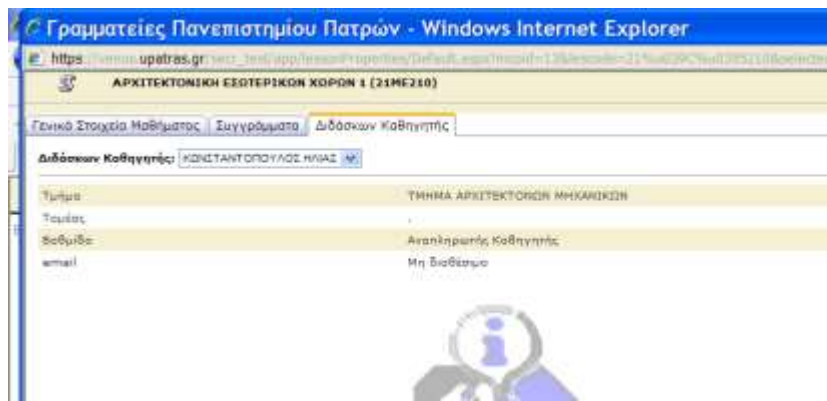 Γραμματείες Πανεπιστημίου Πατρών - Windows Internet Explorer
https upatras.gr
ΑΡΧΙΤΕΚΤΟΝΙΚΗ ΕΣΩΤΕΡΙΚΩΝ ΧΩΡΩΝ 1 (21ΜΕ210)
Γενικά Στοιχεία Μαθήματος Συγγράμματα Διδάσκων Καθηγητής
Διδάσκων Καθηγητής: ΚΩΝΣΤΑΝΤΟΠΟΥΛΟΣ ΗΛΙΑΣ
Τμήμα ΤΜΗΜΑ ΑΡΧΙΤΕΚΤΟΝΩΝ ΜΗΧΑΝΙΚΩΝ
Τομέας .
Βαθμίδα Αναπληρωτής Καθηγητής
email Μη διαθέσιμο
i